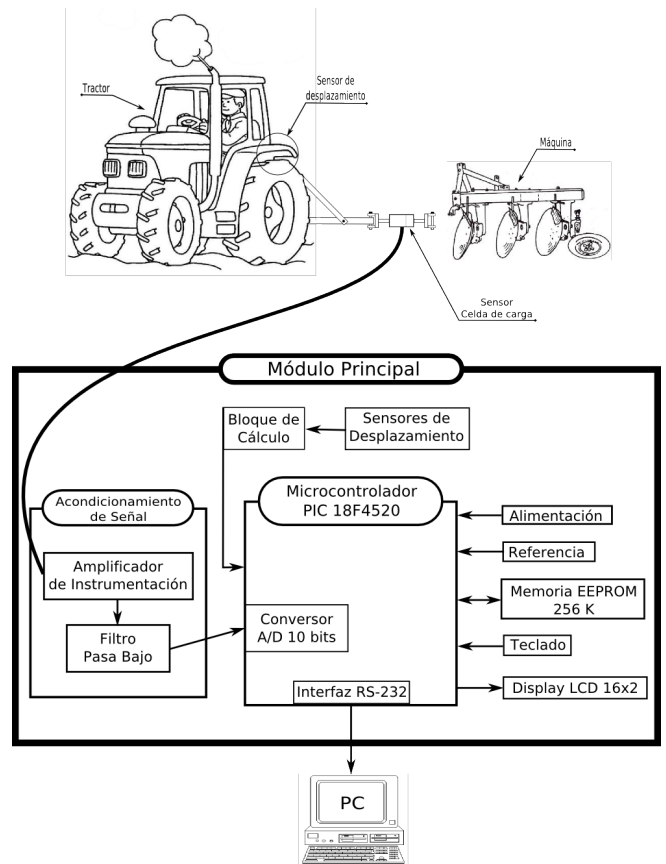 Tractor
Sensor de
desplazamiento
Máquina
Sensor
Celda de carga
Módulo Principal
Bloque de
Cálculo
Sensores de
Desplazamiento
Acondicionamiento
de Señal
Amplificador
de Instrumentación
Filtro
Pasa Bajo
Microcontrolador
PIC 18F4520
Conversor
A/D 10 bits
Interfaz RS-232
Alimentación
Referencia
Memoria EEPROM
256 K
Teclado
Display LCD 16x2
PC